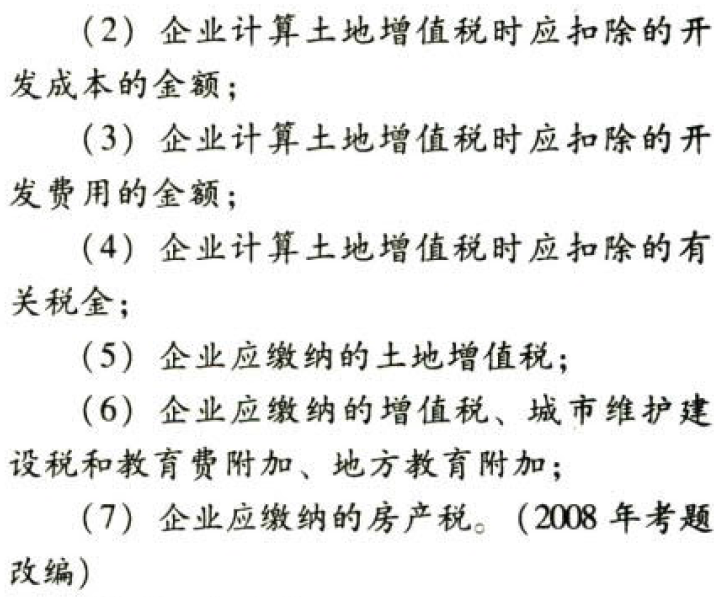 （2）企业计算土地增值税时应扣除的开
发成本的金额；
（3）企业计算土地增值税时应扣除的开
发费用的金额；
（4）企业计算土地增值税时应扣除的有
关税金；
（5）企业应缴纳的土地增值税；
（6）企业应缴纳的增值税、城市维护建
设税和教育费附加、地方教育附加；
（7）企业应缴纳的房产税。（2008 年考题
改编）